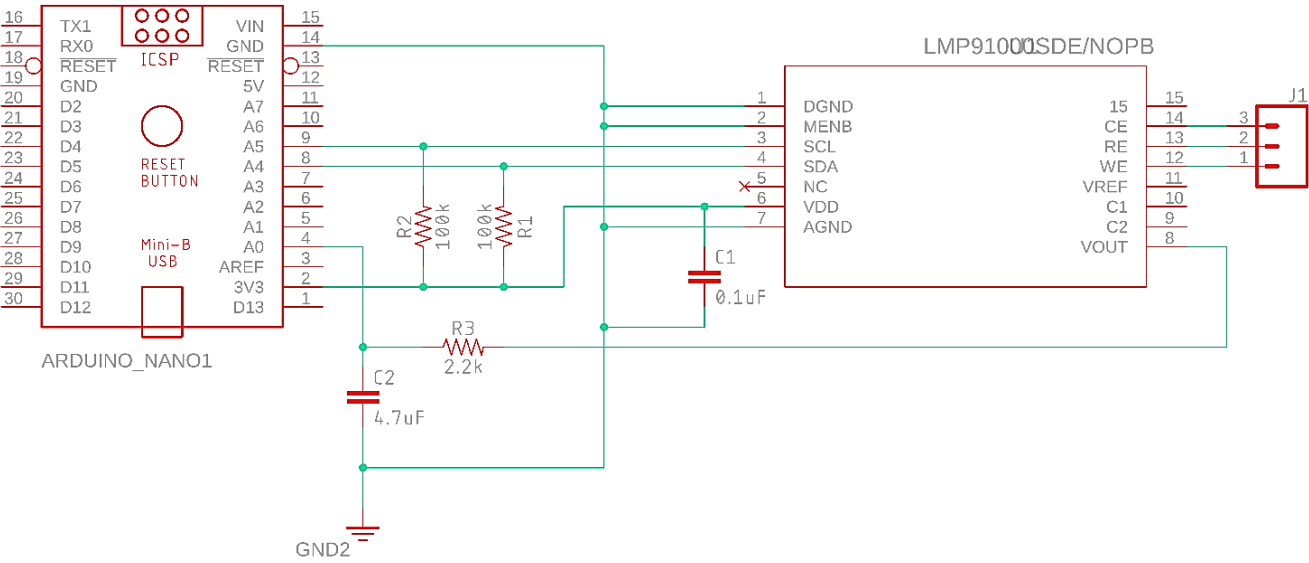 16 TX1 VIN 15
17 RX0 GND 14
18 RESET RESET 13
19 GND 5V 12
20 D2 A7 11
21 D3 A6 10
22 D4 A5 9
23 D5 A4 8
24 D6 A3 7
25 D7 A2 6
26 D8 A1 5
27 D9 A0 4
28 D10 AREF 3
29 D11 3V3 2
30 D12 D13 1
ICSP
RESET
BUTTON
Mini-B
USB
ARDUINO_NANO1
R2
100k
100k
R1
R3
2.2k
C2
4.7uF
GND2
C1
0.1uF
SDE/NOPB
1 DGND 15 15
2 MENB CE 14
3 SCL RE 13
4 SDA WE 12
5 NC VREF 11
6 VDD C1 10
7 AGND C2 9
VOUT 8
J1
3
2
1